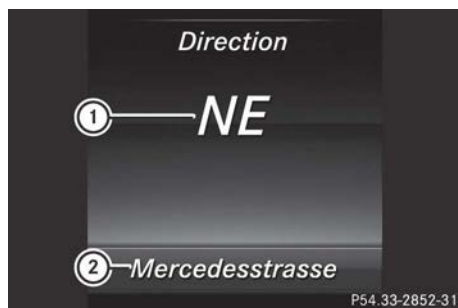 Direction
1 NE
2 Mercedesstrasse
P54.33-2852-31